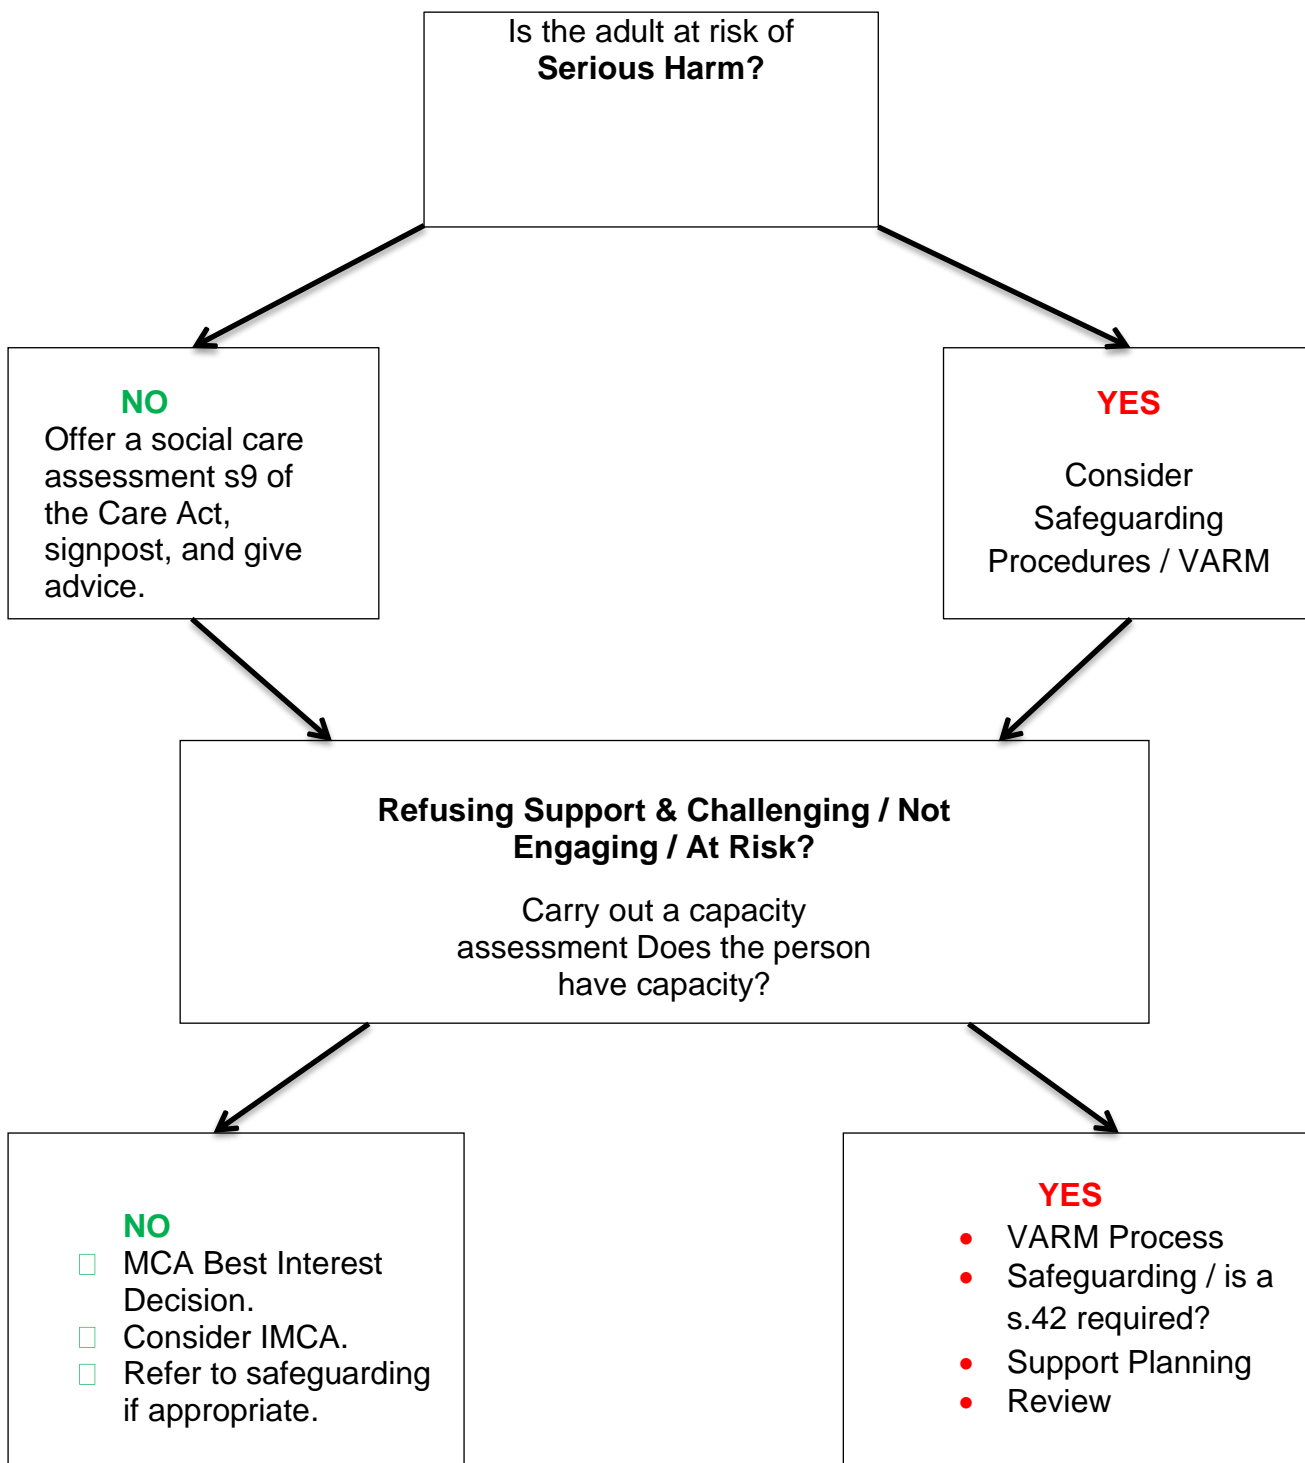 Is the adult at risk of
Serious Harm?
NO
Offer a social care
assessment s9 of
the Care Act,
signpost, and give
advice.
YES
Consider
Safeguarding
Procedures / VARM
Refusing Support & Challenging / Not
Engaging / At Risk?
Carry out a capacity
assessment Does the person
have capacity?
NO
MCA Best Interest
Decision.
Consider IMCA.
Refer to safeguarding
if appropriate.
YES
• VARM Process
• Safeguarding / is a
s.42 required?
• Support Planning
• Review